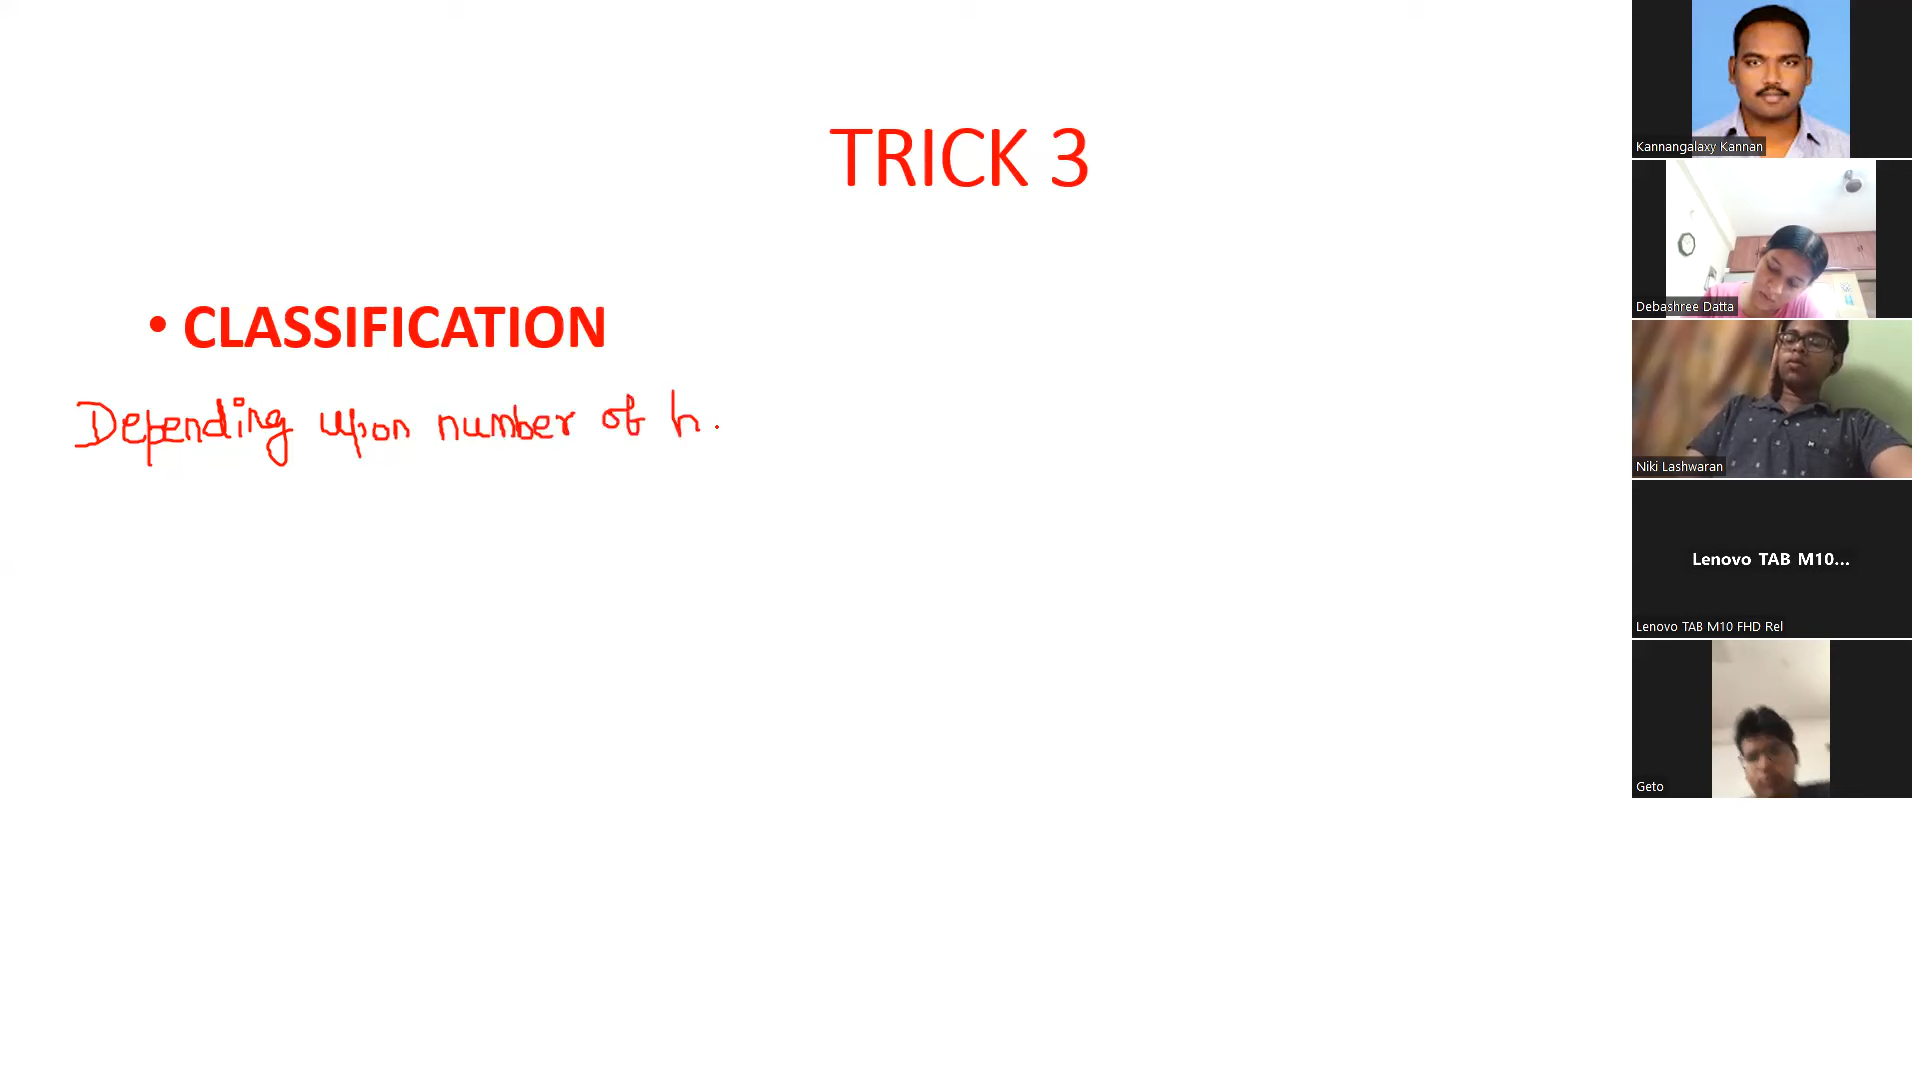 TRICK 3
• CLASSIFICATION
Depending upon number of h
Kannangalaxy Kannan
Debashree Datta
Niki Lashwaran
Lenovo TAB M10...
Lenovo TAB M10 FHD Rel
Geto